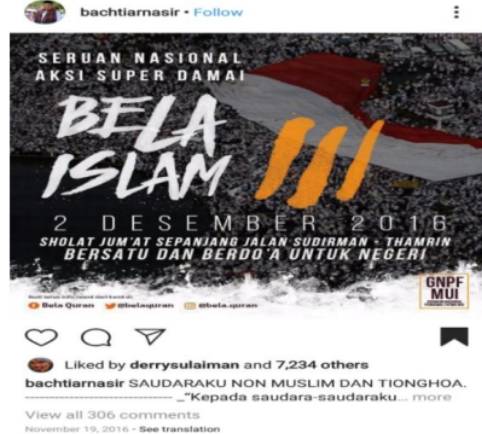 bachtiarnasir • Follow
SERUAN NASIONAL
AKSI SUPER DAMAI
BELA
ISLAM III
2 DESEMBER 2016
SHOLAT JUM'AT SEPANJANG JALAN SUDIRMAN - THAMRIN
BERSATU DAN BERDO'A UNTUK NEGERI
GNPF
MUI
Bela Quran @belaquran @bela.quran
Liked by derrysulaiman and 7,234 others
bachtiarnasir SAUDARAKU NON MUSLIM DAN TIONGHOA.
------------------------------ _"Kepada saudara-saudaraku... more
View all 306 comments
November 19, 2016 • See translation